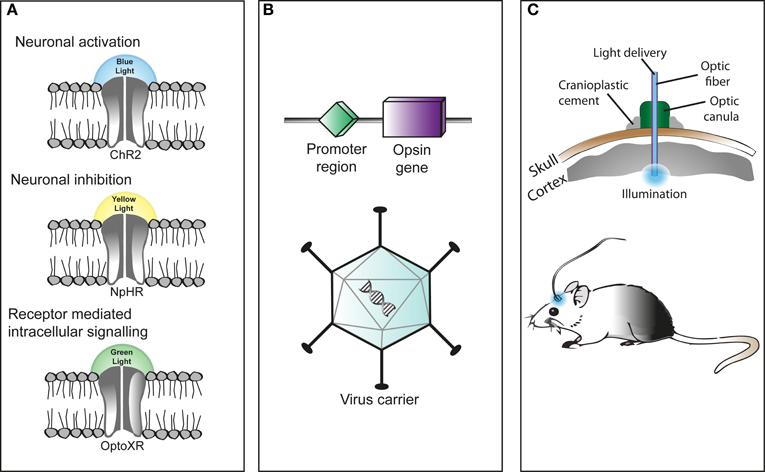 A
Neuronal activation
Blue
Light
ChR2
Neuronal inhibition
Yellow
Light
NpHR
Receptor mediated
intracellular signalling
Green
Light
OptoXR
B
Promoter
region
Opsin
gene
Virus carrier
C
Light delivery
Optic
fiber
Cranioplastic
cement
Optic
canula
Skull
Cortex
Illumination